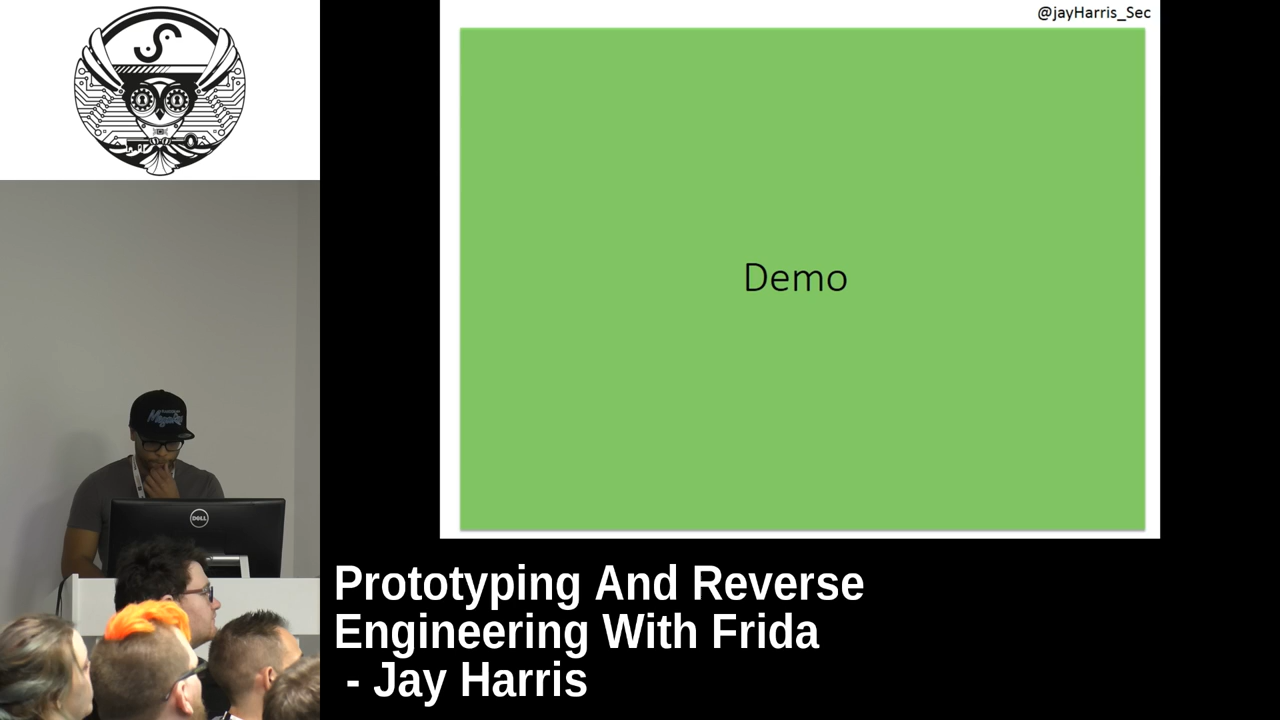 @jayHarris_Sec
Demo
DELL
Prototyping And Reverse
Engineering With Frida
- Jay Harris